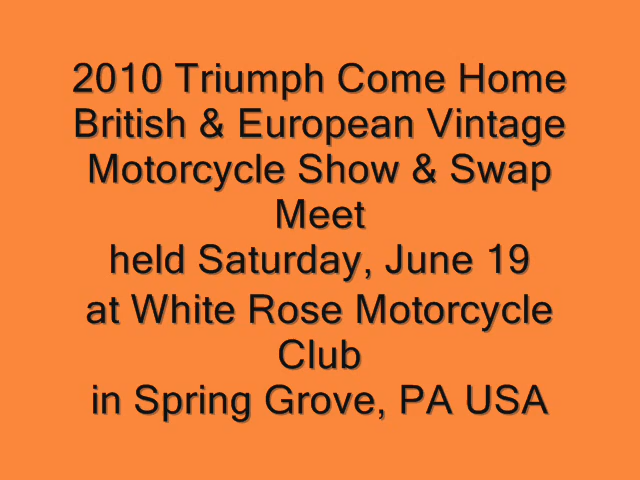 2010 Triumph Come Home
British & European Vintage
Motorcycle Show & Swap
Meet
held Saturday, June 19
at White Rose Motorcycle
Club
in Spring Grove, PA USA